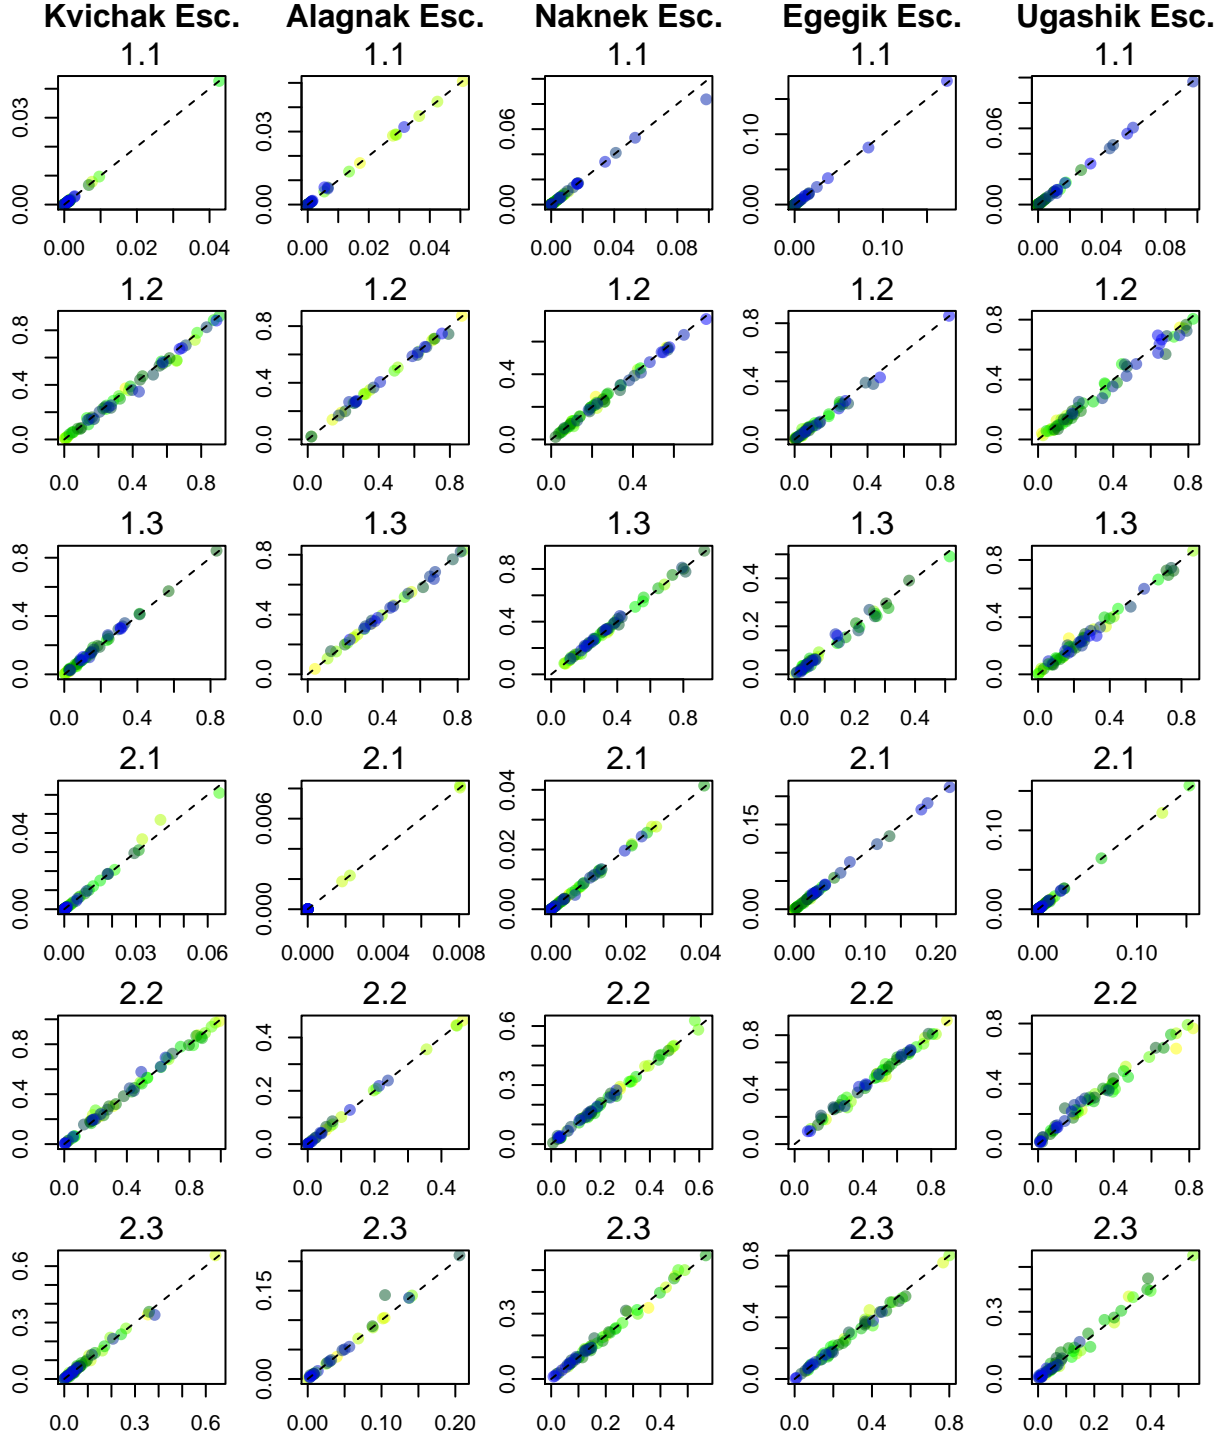 Kvichak Esc. Alagnak Esc. Naknek Esc. Egegik Esc. Ugashik Esc.
1.1 1.1 1.1 1.1 1.1
0.03 0.03 0.06 0.10 0.06
0.00 0.00 0.00 0.00 0.00
0.00 0.02 0.04 0.00 0.02 0.04 0.00 0.04 0.08 0.00 0.10 0.00 0.04 0.08
1.2 1.2 1.2 1.2 1.2
0.8 0.8 0.4 0.8 0.8
0.4 0.4 0.0 0.4 0.4
0.0 0.0 0.0 0.0
0.0 0.4 0.8 0.0 0.4 0.8 0.0 0.4 0.0 0.4 0.8 0.0 0.4 0.8
1.3 1.3 1.3 1.3 1.3
0.8 0.8 0.8 0.4 0.8
0.4 0.4 0.4 0.2 0.4
0.0 0.0 0.0 0.0 0.0
0.0 0.4 0.8 0.0 0.4 0.8 0.0 0.4 0.8 0.0 0.2 0.4 0.0 0.4 0.8
2.1 2.1 2.1 2.1 2.1
0.04 0.006 0.04 0.15 0.10
0.00 0.000 0.02 0.00 0.00
0.00
0.00 0.03 0.06 0.000 0.004 0.008 0.00 0.02 0.04 0.00 0.10 0.20 0.00 0.10
2.2 2.2 2.2 2.2 2.2
0.8 0.4 0.6 0.8 0.8
0.4 0.2 0.3 0.4 0.4
0.0 0.0 0.0 0.0 0.0
0.0 0.4 0.8 0.0 0.2 0.4 0.0 0.2 0.4 0.6 0.0 0.4 0.8 0.0 0.4 0.8
2.3 2.3 2.3 2.3 2.3
0.6 0.15 0.3 0.8 0.3
0.3 0.00 0.0 0.4 0.0
0.0 0.0
0.0 0.3 0.6 0.00 0.10 0.20 0.0 0.2 0.4 0.0 0.4 0.8 0.0 0.2 0.4